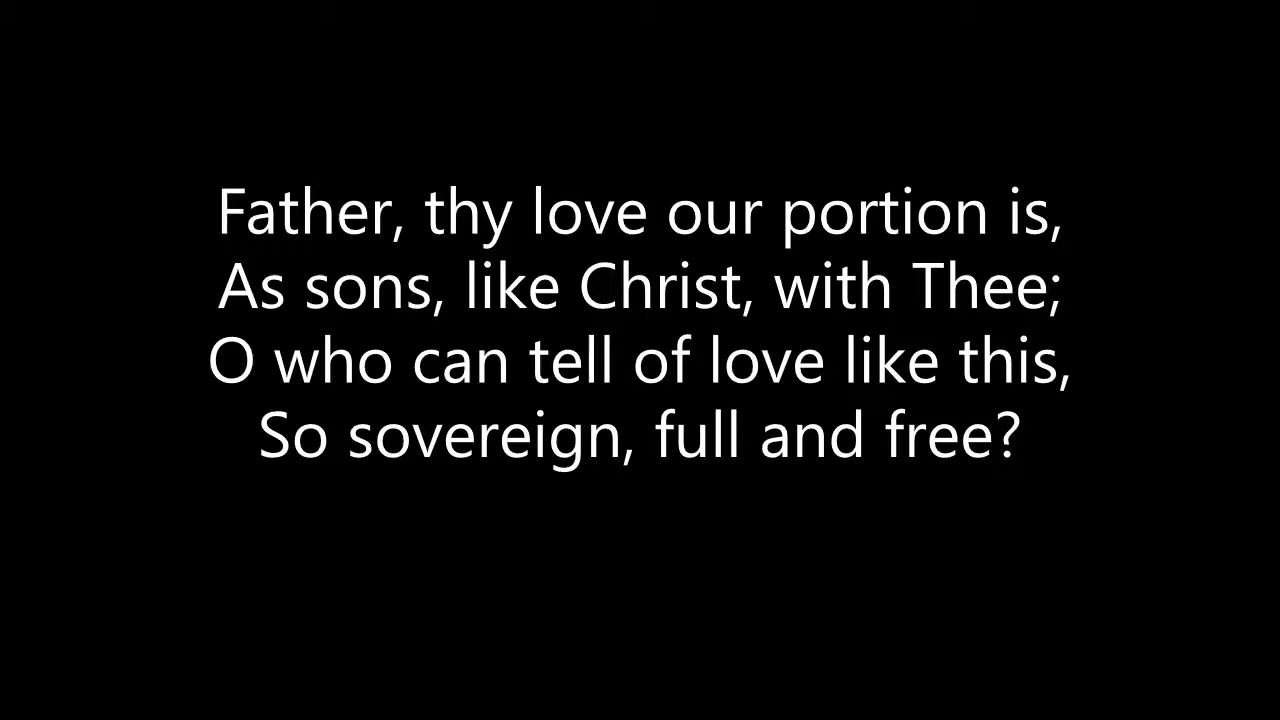 Father, thy love our portion is,
As sons, like Christ, with Thee;
O who can tell of love like this,
So sovereign, full and free?